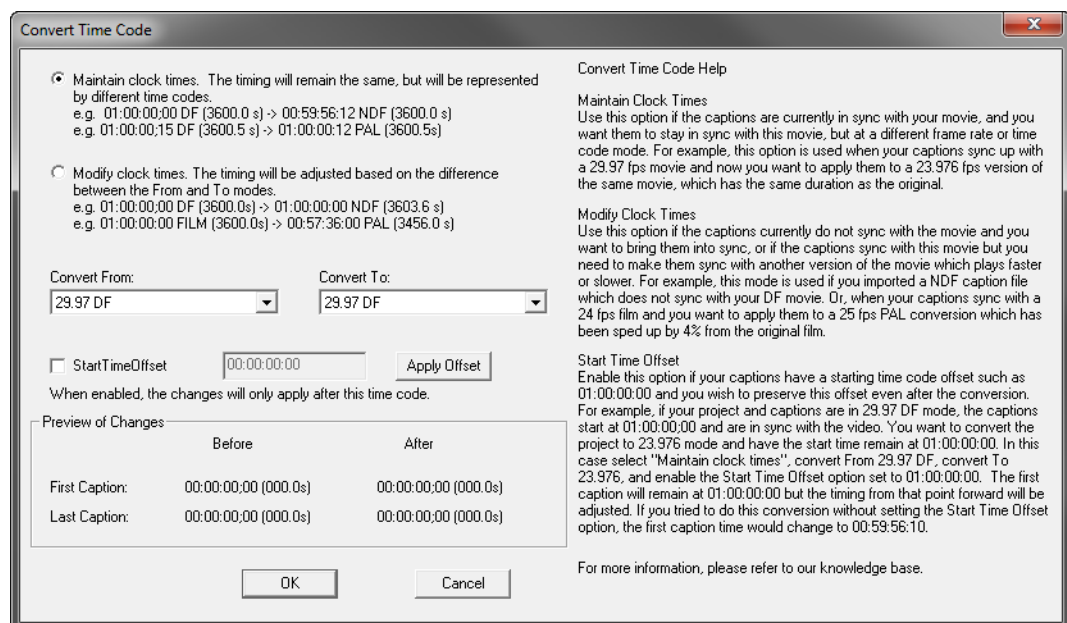 Convert Time Code
Maintain clock times.  The timing will remain the same, but will be represented
by different time codes.
e.g.  01:00:00;00 DF (3600.0 s) -> 00:59:56:12 NDF (3600.0 s)
e.g. 01:00:00;15 DF (3600.5 s) -> 01:00:00:12 PAL (3600.5s)
Modify clock times. The timing will be adjusted based on the difference
between the From and To modes.
e.g. 01:00:00;00 DF (3600.0s) -> 01:00:00:00 NDF (3603.6 s)
e.g. 01:00:00:00 FILM (3600.0s) -> 00:57:36:00 PAL (3456.0 s)
Convert From:
Convert To:
29.97 DF
29.97 DF
StartTimeOffset
00:00:00:00
Apply Offset
When enabled, the changes will only apply after this time code.
Preview of Changes
Before
After
First Caption:
00:00:00;00 (000.0s)
00:00:00;00 (000.0s)
Last Caption:
00:00:00;00 (000.0s)
00:00:00;00 (000.0s)
OK
Cancel
Convert Time Code Help
Maintain Clock Times
Use this option if the captions are currently in sync with your movie, and you
want them to stay in sync with this movie, but at a different frame rate or time
code mode. For example, this option is used when your captions sync up with
a 29.97 fps movie and now you want to apply them to a 23.976 fps version of
the same movie, which has the same duration as the original.
Modify Clock Times
Use this option if the captions currently do not sync with the movie and you
want to bring them into sync, or if the captions sync with this movie but you
need to make them sync with another version of the movie which plays faster
or slower. For example, this mode is used if you imported a NDF caption file
which does not sync with your DF movie. Or, when your captions sync with a
24 fps film and you want to apply them to a 25 fps PAL conversion which has
been sped up by 4% from the original film.
Start Time Offset
Enable this option if your captions have a starting time code offset such as
01:00:00:00 and you wish to preserve this offset even after the conversion.
For example, if your project and captions are in 29.97 DF mode, the captions
start at 01:00:00;00 and are in sync with the video. You want to convert the
project to 23.976 mode and have the start time remain at 01:00:00:00. In this
case select "Maintain clock times", convert From 29.97 DF, convert To
23.976, and enable the Start Time Offset option set to 01:00:00:00.  The first
caption will remain at 01:00:00:00 but the timing from that point forward will be
adjusted. If you tried to do this conversion without setting the Start Time Offset
option, the first caption time would change to 00:59:56:10.
For more information, please refer to our knowledge base.